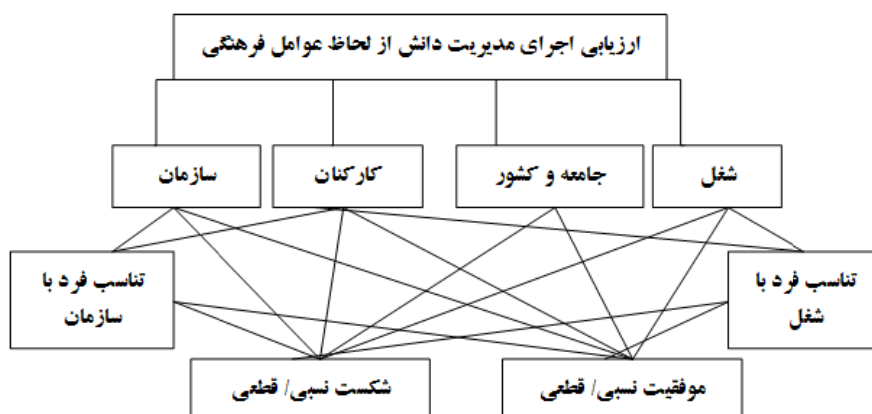 ارزیابی اجرای مدیریت دانش از لحاظ عوامل فرهنگی
شغل
جامعه و کشور
کارکنان
سازمان
تناسب فرد با
شغل
تناسب فرد با
سازمان
موفقیت نسبی/ قطعی
شکست نسبی/ قطعی